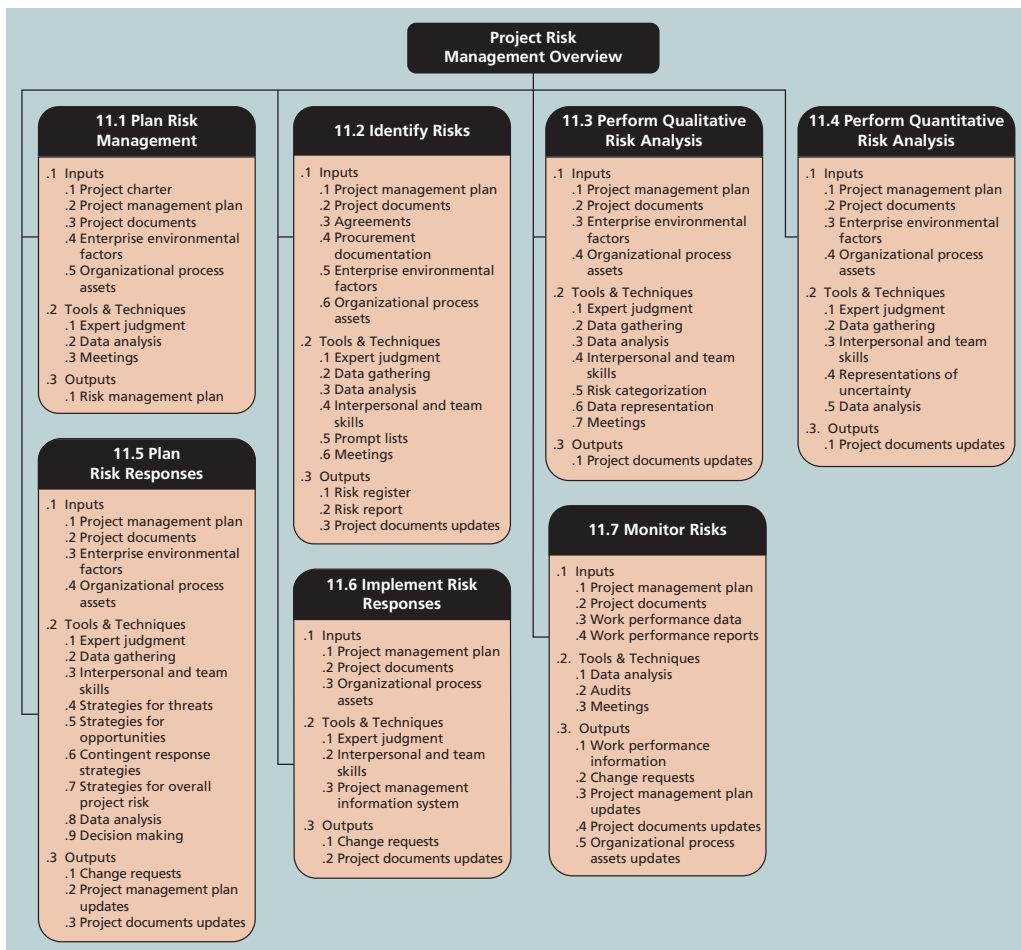 Project Risk
Management Overview
11.1 Plan Risk
Management
.1 Inputs
.1 Project charter
.2 Project management plan
.3 Project documents
.4 Enterprise environmental
factors
.5 Organizational process
assets
.2 Tools & Techniques
.1 Expert judgment
.2 Data analysis
.3 Meetings
.3 Outputs
.1 Risk management plan
11.2 Identify Risks
.1 Inputs
.1 Project management plan
.2 Project documents
.3 Agreements
.4 Procurement
documentation
.5 Enterprise environmental
factors
.6 Organizational process
assets
.2 Tools & Techniques
.1 Expert judgment
.2 Data gathering
.3 Data analysis
.4 Interpersonal and team
skills
.5 Prompt lists
.6 Meetings
.3 Outputs
.1 Risk register
.2 Risk report
.3 Project documents updates
11.3 Perform Qualitative
Risk Analysis
.1 Inputs
.1 Project management plan
.2 Project documents
.3 Enterprise environmental
factors
.4 Organizational process
assets
.2 Tools & Techniques
.1 Expert judgment
.2 Data gathering
.3 Data analysis
.4 Interpersonal and team
skills
.5 Risk categorization
.6 Data representation
.7 Meetings
.3 Outputs
.1 Project documents updates
11.4 Perform Quantitative
Risk Analysis
.1 Inputs
.1 Project management plan
.2 Project documents
.3 Enterprise environmental
factors
.4 Organizational process
assets
.2 Tools & Techniques
.1 Expert judgment
.2 Data gathering
.3 Interpersonal and team
skills
.4 Representations of
uncertainty
.5 Data analysis
.3. Outputs
.1 Project documents updates
11.5 Plan
Risk Responses
.1 Inputs
.1 Project management plan
.2 Project documents
.3 Enterprise environmental
factors
.4 Organizational process
assets
.2 Tools & Techniques
.1 Expert judgment
.2 Data gathering
.3 Interpersonal and team
skills
.4 Strategies for threats
.5 Strategies for
opportunities
.6 Contingent response
strategies
.7 Strategies for overall
project risk
.8 Data analysis
.9 Decision making
.3 Outputs
.1 Change requests
.2 Project management plan
updates
.3 Project documents updates
11.6 Implement Risk
Responses
.1 Inputs
.1 Project management plan
.2 Project documents
.3 Organizational process
assets
.2 Tools & Techniques
.1 Expert judgment
.2 Interpersonal and team
skills
.3 Project management
information system
.3 Outputs
.1 Change requests
.2 Project documents updates
11.7 Monitor Risks
.1 Inputs
.1 Project management plan
.2 Project documents
.3 Work performance data
.4 Work performance reports
.2. Tools & Techniques
.1 Data analysis
.2 Audits
.3 Meetings
.3. Outputs
.1 Work performance
information
.2 Change requests
.3 Project management plan
updates
.4 Project documents updates
.5 Organizational process
assets updates